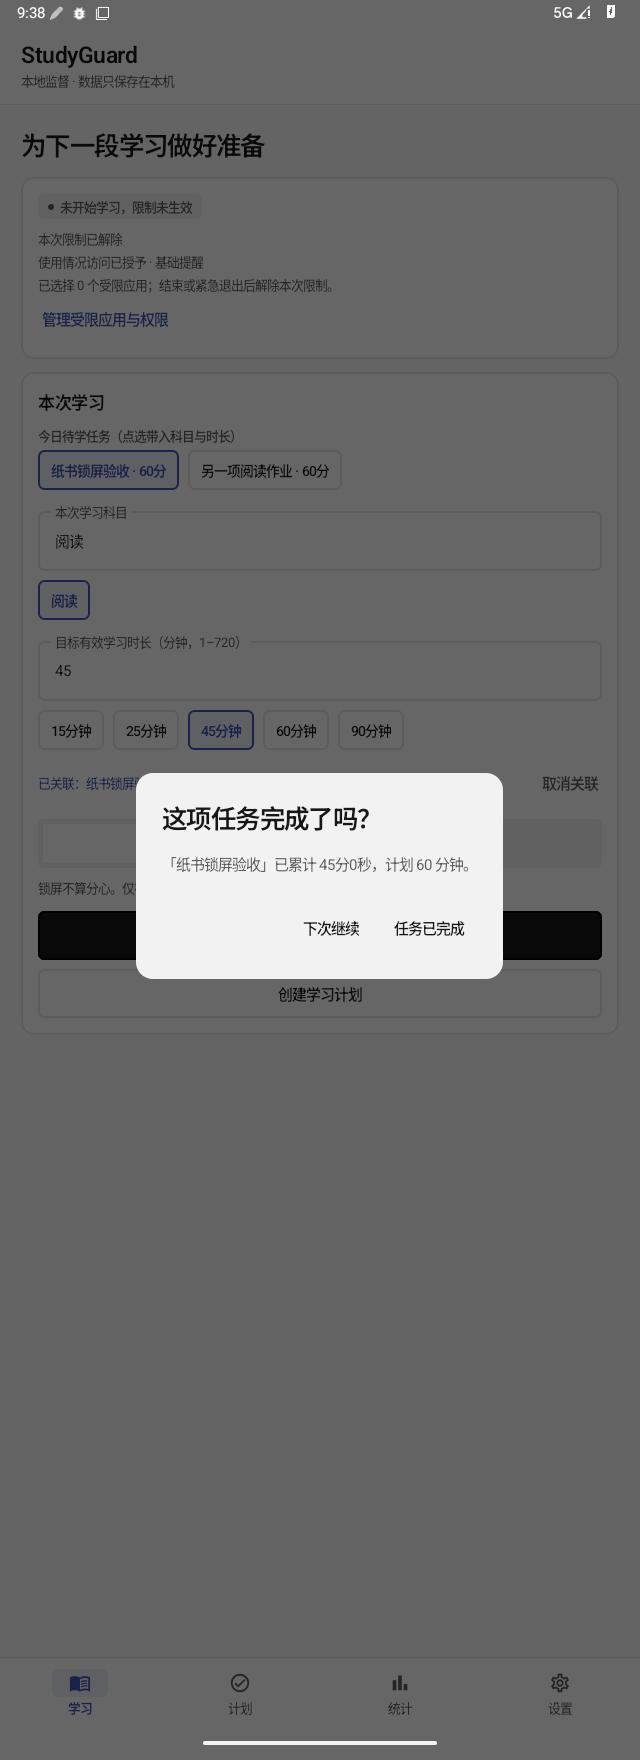 9:38
5G
StudyGuard
本地监督 · 数据只保存在本机
为下一段学习做好准备
未开始学习，限制未生效
本次限制已解除
使用情况访问已授予 · 基础提醒
已选择 0 个受限应用；结束或紧急退出后解除本次限制。
管理受限应用与权限
本次学习
今日待学任务（点选带入科目与时长）
纸书锁屏验收 · 60分
另一项阅读作业 · 60分
本次学习科目
阅读
阅读
目标有效学习时长（分钟，1–720）
45
15分钟
25分钟
45分钟
60分钟
90分钟
已关联：纸书锁屏
取消关联
这项任务完成了吗？
「纸书锁屏验收」已累计 45分0秒，计划 60 分钟。
下次继续
任务已完成
锁屏不算分心。仅
创建学习计划
学习
计划
统计
设置